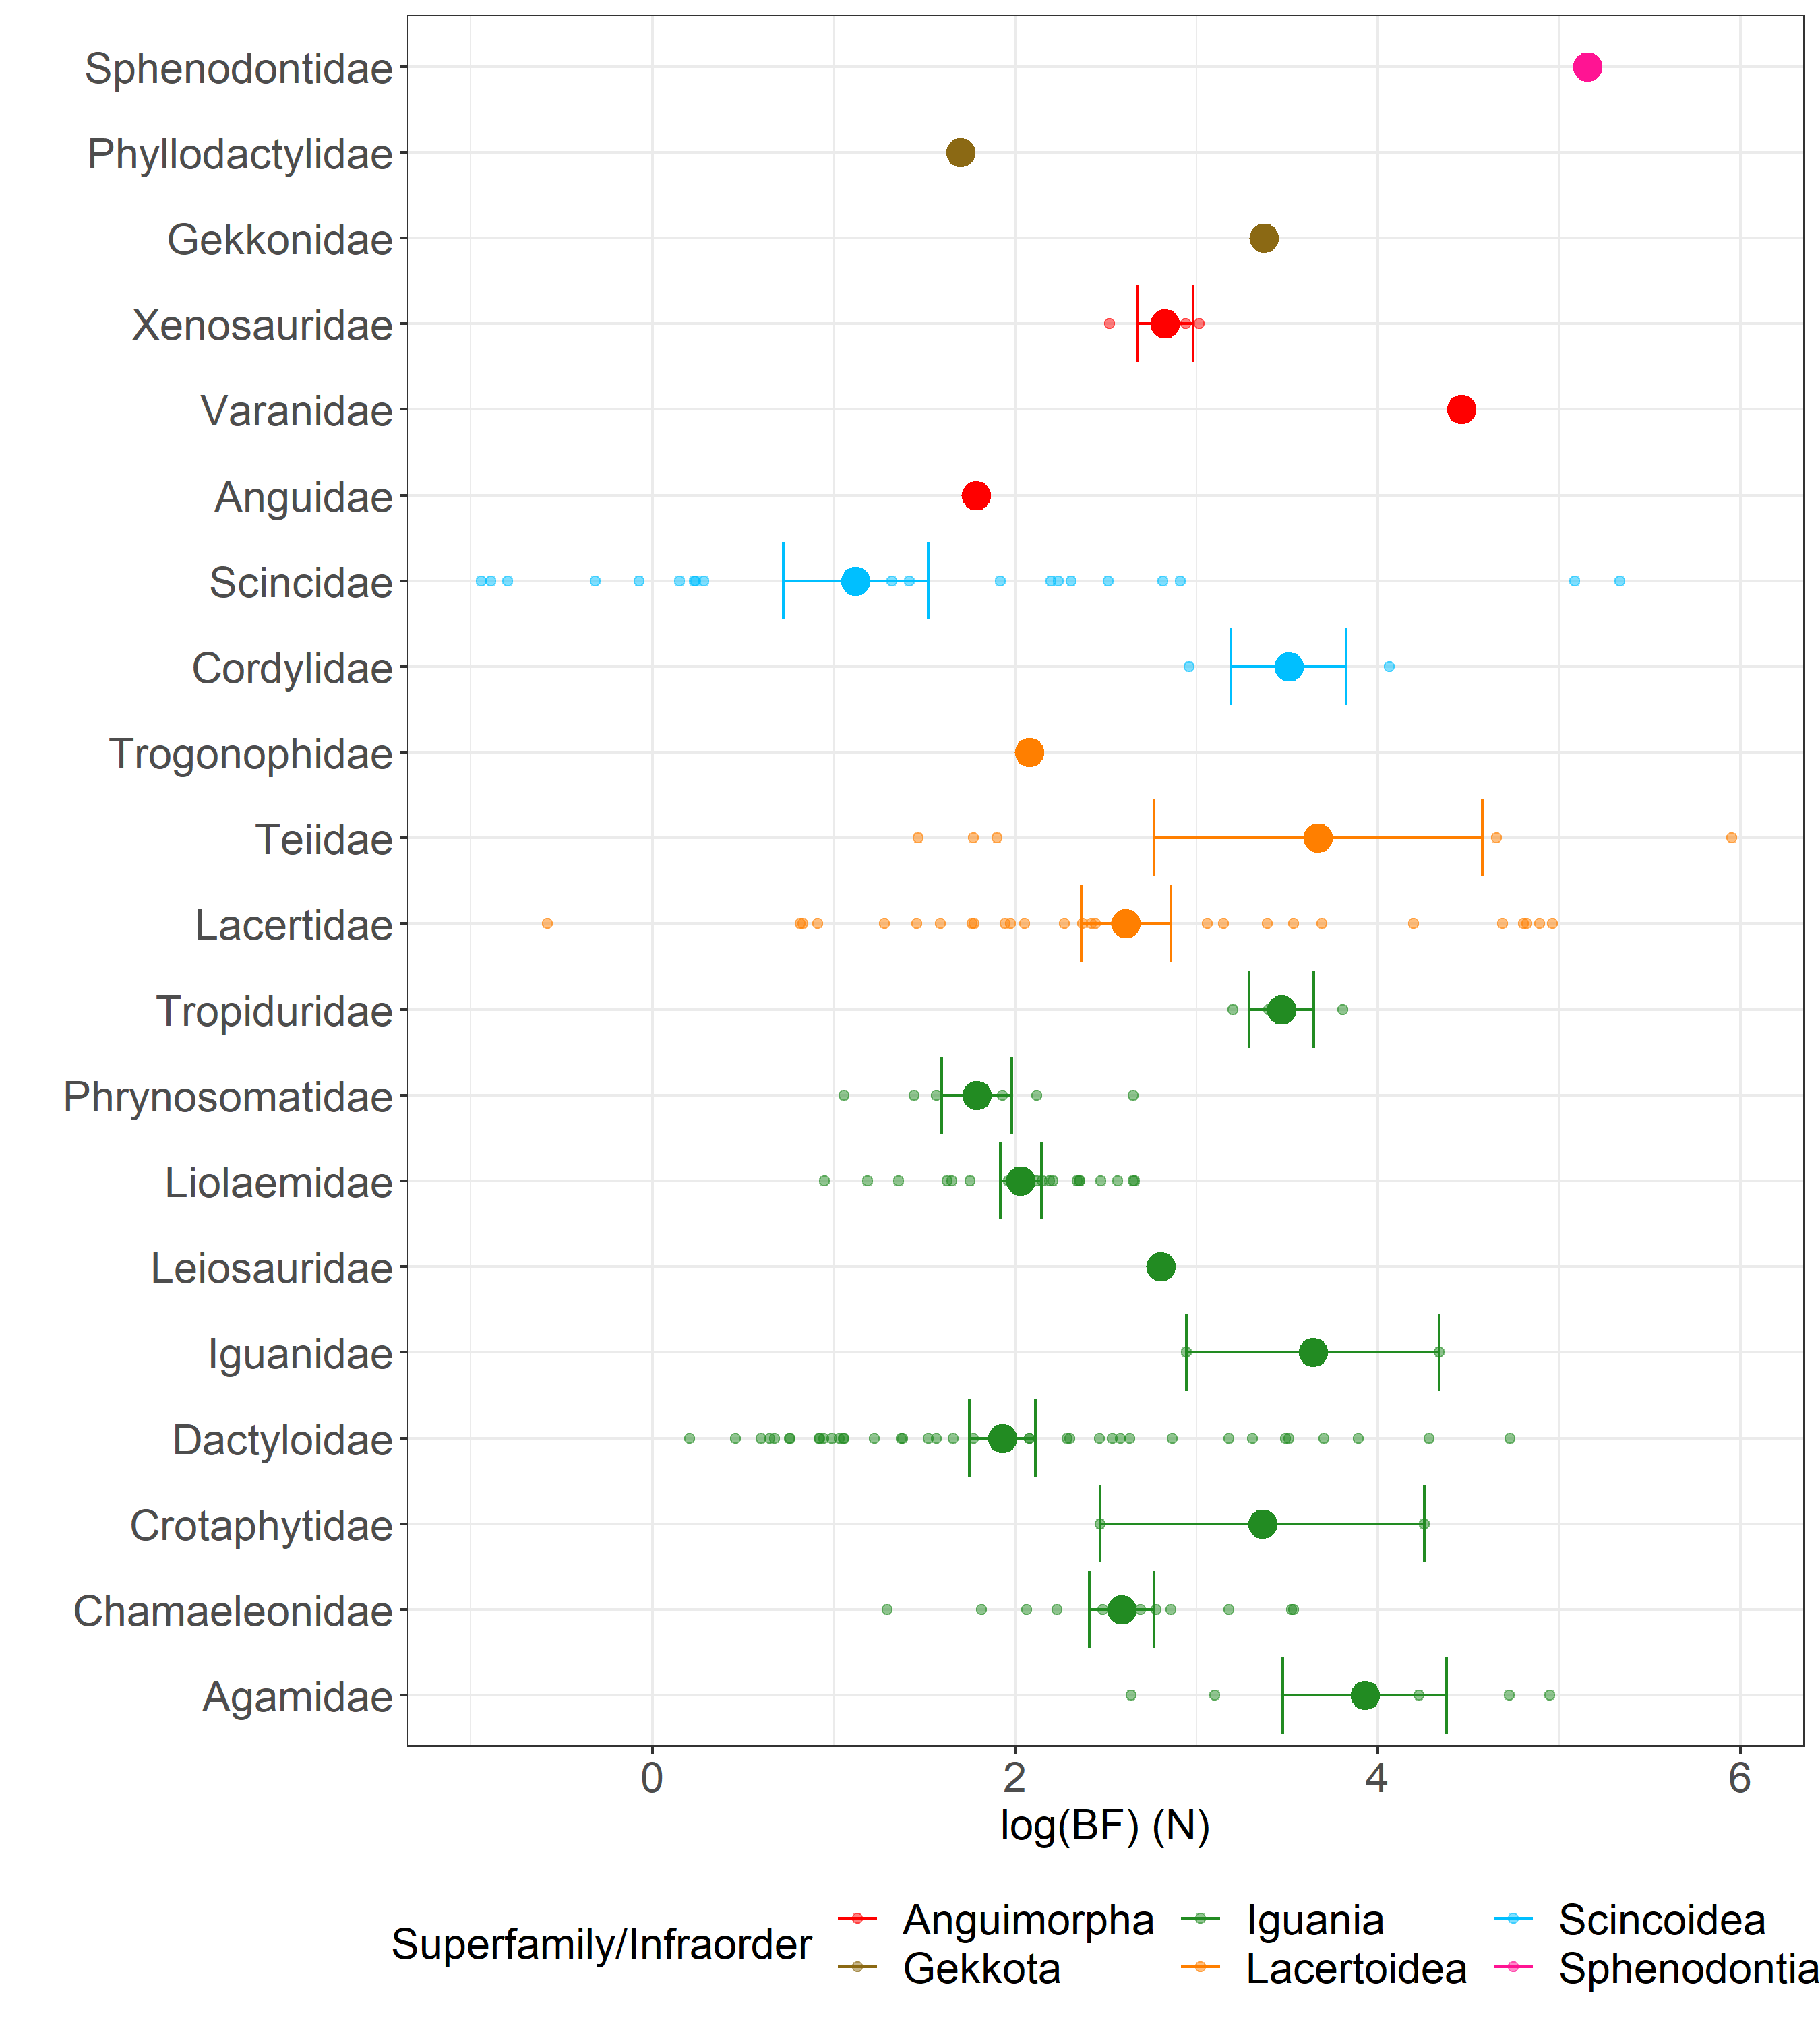 Sphenodontidae
Phyllodactylidae
Gekkonidae
Xenosauridae
Varanidae
Anguidae
Scincidae
Cordylidae
Trogonophidae
Teiidae
Lacertidae
Tropiduridae
Phrynosomatidae
Liolaemidae
Leiosauridae
Iguanidae
Dactyloidae
Crotaphytidae
Chamaeleonidae
Agamidae
0 2 4 6
log(BF) (N)
Superfamily/Infraorder
Anguimorpha Iguania Scincoidea
Gekkota Lacertoidea Sphenodontia